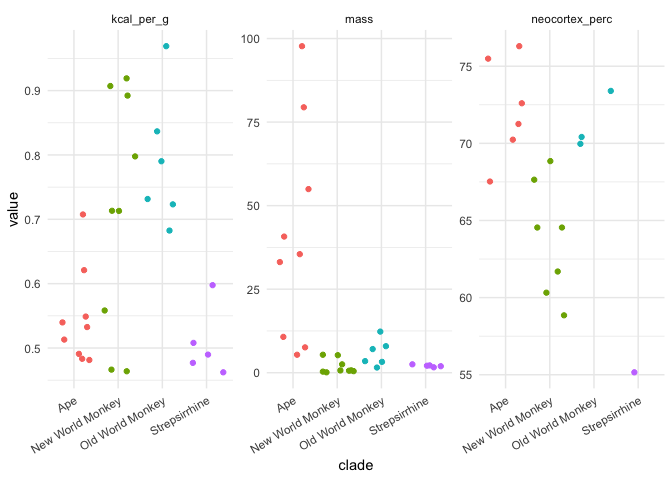 kcal_per_g mass neocortex_perc
value
0.9
0.8
0.7
0.6
0.5
100
75
50
25
0
75
70
65
60
55
Ape
New World Monkey
Old World Monkey
Strepsirrhine
Ape
New World Monkey
Old World Monkey
Strepsirrhine
Ape
New World Monkey
Old World Monkey
Strepsirrhine
clade